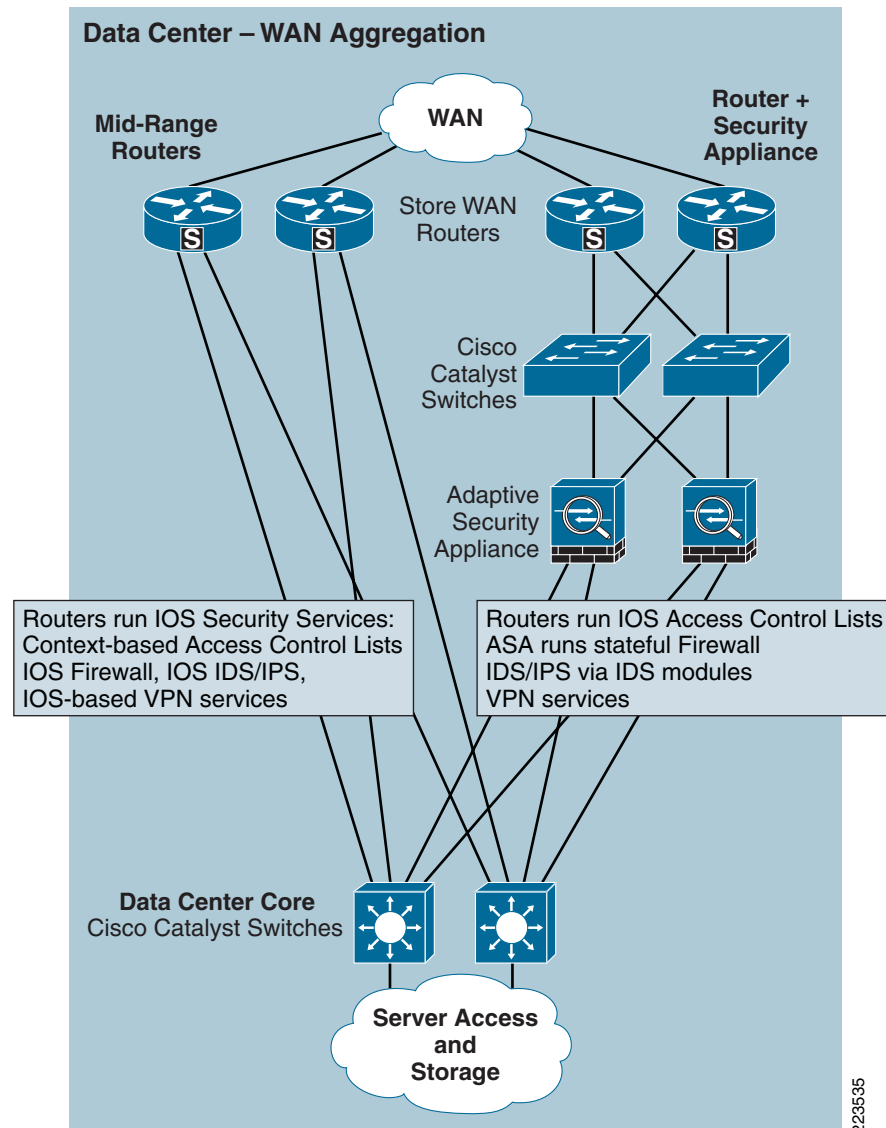 Data Center – WAN Aggregation
WAN
Mid-Range
Routers
Router +
Security
Appliance
Store WAN
Routers
S
S
S
S
Cisco
Catalyst
Switches
Adaptive
Security
Appliance
Routers run IOS Security Services:
Context-based Access Control Lists
IOS Firewall, IOS IDS/IPS,
IOS-based VPN services
Routers run IOS Access Control Lists
ASA runs stateful Firewall
IDS/IPS via IDS modules
VPN services
Data Center Core
Cisco Catalyst Switches
Server Access
and
Storage
223535